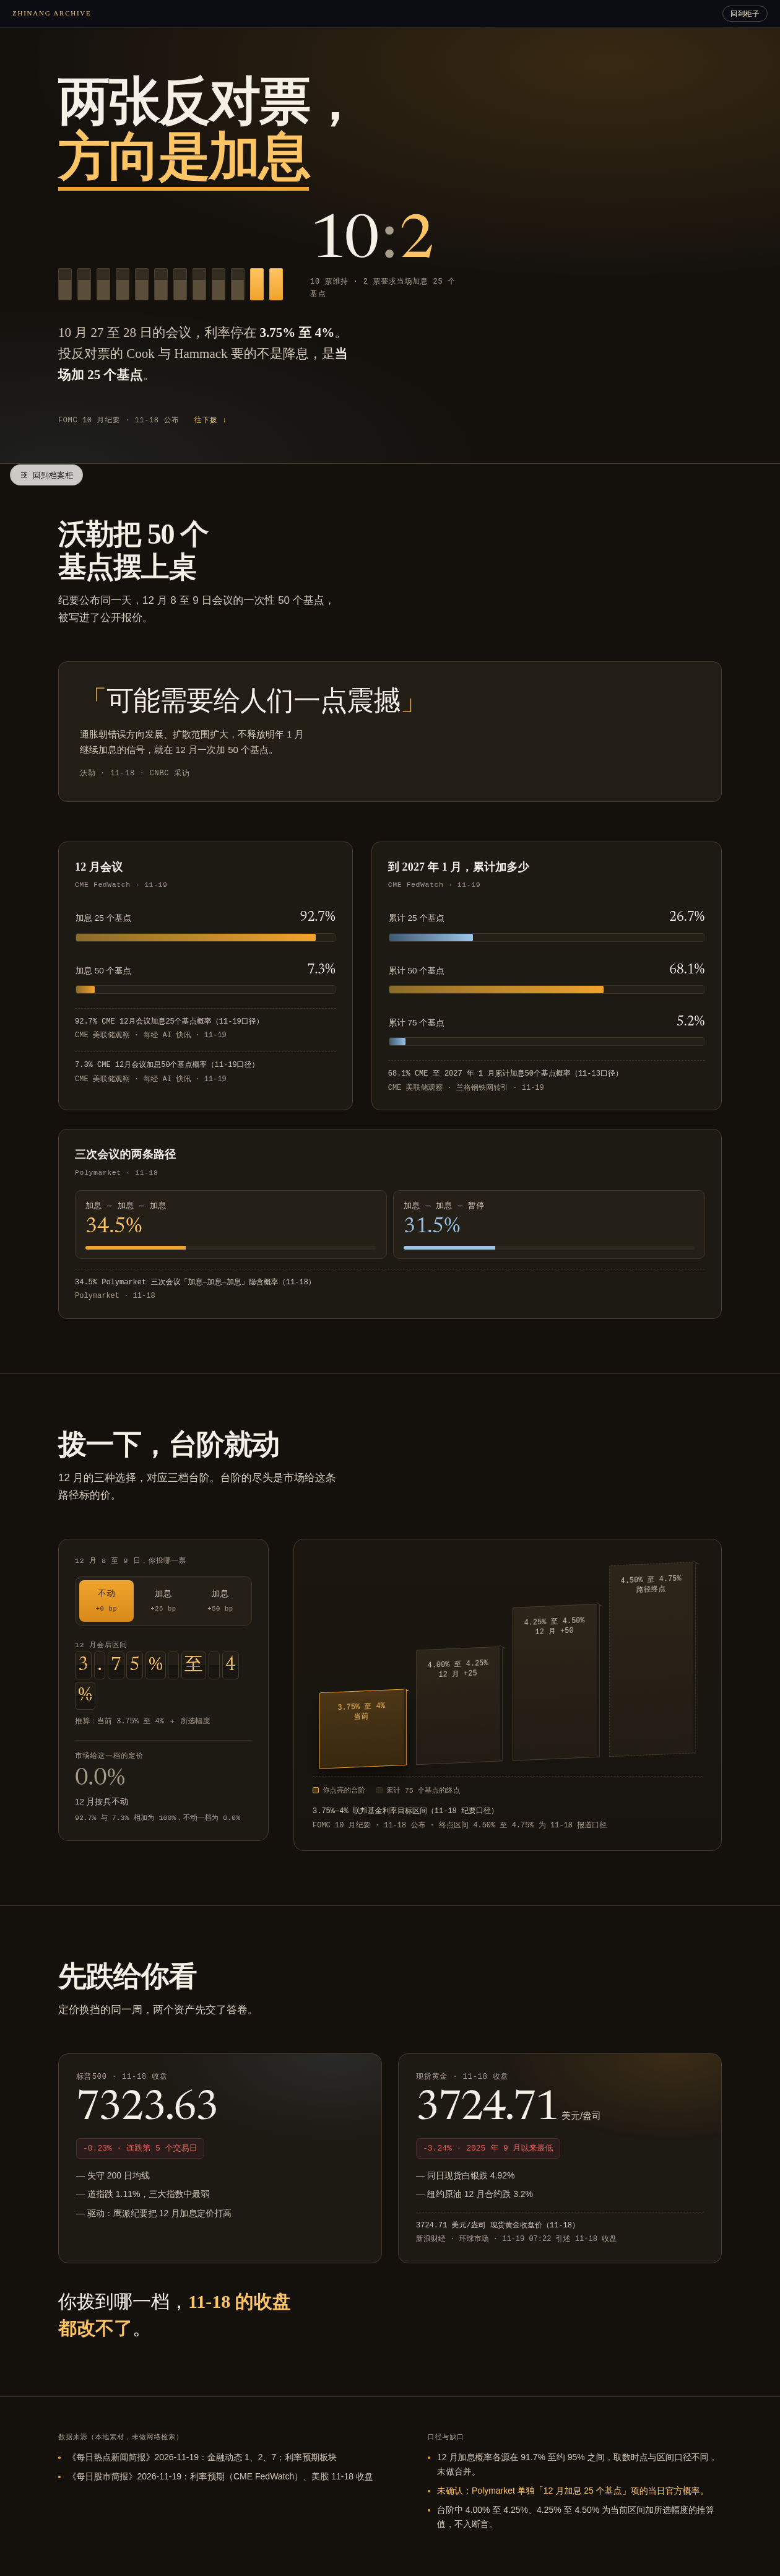 ZHINANG ARCHIVE
回到柜子
两张反对票，
方向是加息
10:2
10 票维持 · 2 票要求当场加息 25 个
基点
10 月 27 至 28 日的会议，利率停在 3.75% 至 4%。
投反对票的 Cook 与 Hammack 要的不是降息，是当
场加 25 个基点。
FOMC 10 月纪要 · 11-18 公布
往下拨 ↓
回到档案柜
沃勒把 50 个
基点摆上桌
纪要公布同一天，12 月 8 至 9 日会议的一次性 50 个基点，
被写进了公开报价。
「可能需要给人们一点震撼」
通胀朝错误方向发展、扩散范围扩大，不释放明年 1 月
继续加息的信号，就在 12 月一次加 50 个基点。
沃勒 · 11-18 · CNBC 采访
12 月会议
CME FedWatch · 11-19
加息 25 个基点
92.7%
加息 50 个基点
7.3%
92.7% CME 12月会议加息25个基点概率（11-19口径）
CME 美联储观察 · 每经 AI 快讯 · 11-19
7.3% CME 12月会议加息50个基点概率（11-19口径）
CME 美联储观察 · 每经 AI 快讯 · 11-19
到 2027 年 1 月，累计加多少
CME FedWatch · 11-19
累计 25 个基点
26.7%
累计 50 个基点
68.1%
累计 75 个基点
5.2%
68.1% CME 至 2027 年 1 月累计加息50个基点概率（11-13口径）
CME 美联储观察 · 兰格钢铁网转引 · 11-19
三次会议的两条路径
Polymarket · 11-18
加息 — 加息 — 加息
34.5%
加息 — 加息 — 暂停
31.5%
34.5% Polymarket 三次会议「加息—加息—加息」隐含概率（11-18）
Polymarket · 11-18
拨一下，台阶就动
12 月的三种选择，对应三档台阶。台阶的尽头是市场给这条
路径标的价。
12 月 8 至 9 日，你投哪一票
不动
+0 bp
加息
+25 bp
加息
+50 bp
12 月会后区间
3.75% 至 4
%
推算：当前 3.75% 至 4% ＋ 所选幅度
市场给这一档的定价
0.0%
12 月按兵不动
92.7% 与 7.3% 相加为 100%，不动一档为 0.0%
3.75% 至 4%
当前
4.00% 至 4.25%
12 月 +25
4.25% 至 4.50%
12 月 +50
4.50% 至 4.75%
路径终点
你点亮的台阶
累计 75 个基点的终点
3.75%—4% 联邦基金利率目标区间（11-18 纪要口径）
FOMC 10 月纪要 · 11-18 公布 · 终点区间 4.50% 至 4.75% 为 11-18 报道口径
先跌给你看
定价换挡的同一周，两个资产先交了答卷。
标普500 · 11-18 收盘
7323.63
-0.23% · 连跌第 5 个交易日
— 失守 200 日均线
— 道指跌 1.11%，三大指数中最弱
— 驱动：鹰派纪要把 12 月加息定价打高
现货黄金 · 11-18 收盘
3724.71 美元/盎司
-3.24% · 2025 年 9 月以来最低
— 同日现货白银跌 4.92%
— 纽约原油 12 月合约跌 3.2%
3724.71 美元/盎司 现货黄金收盘价（11-18）
新浪财经 · 环球市场 · 11-19 07:22 引述 11-18 收盘
你拨到哪一档，11-18 的收盘
都改不了。
数据来源（本地素材，未做网络检索）
• 《每日热点新闻简报》2026-11-19：金融动态 1、2、7；利率预期板块
• 《每日股市简报》2026-11-19：利率预期（CME FedWatch）、美股 11-18 收盘
口径与缺口
• 12 月加息概率各源在 91.7% 至约 95% 之间，取数时点与区间口径不同，
未做合并。
• 未确认：Polymarket 单独「12 月加息 25 个基点」项的当日官方概率。
• 台阶中 4.00% 至 4.25%、4.25% 至 4.50% 为当前区间加所选幅度的推算
值，不入断言。